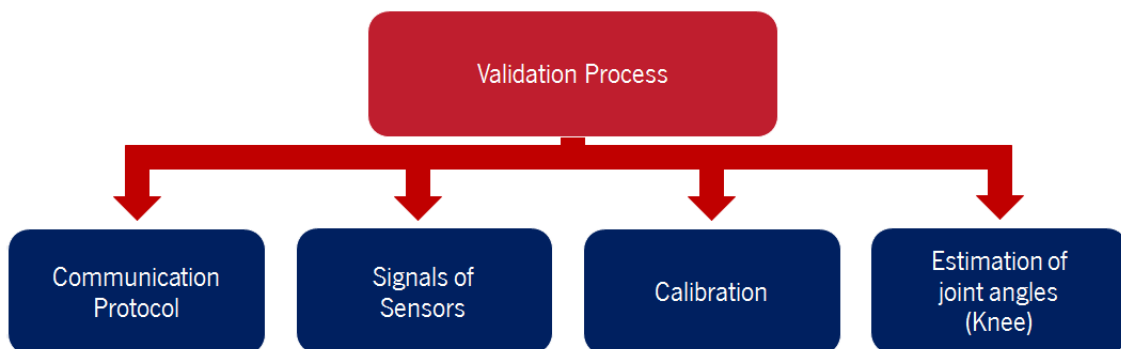 Validation Process
Communication
Protocol
Signals of
Sensors
Calibration
Estimation of
joint angles
(Knee)